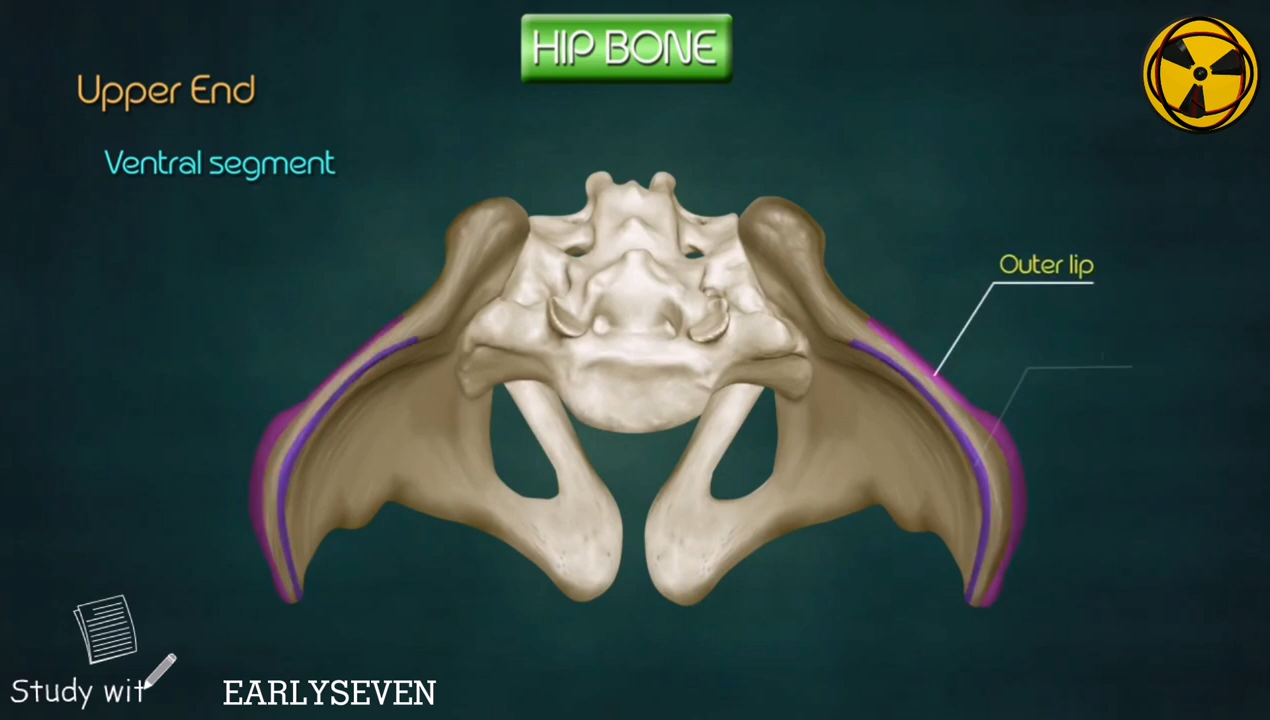 HIP BONE
Upper End
Ventral segment
Outer lip
Study wit
EARLYSEVEN